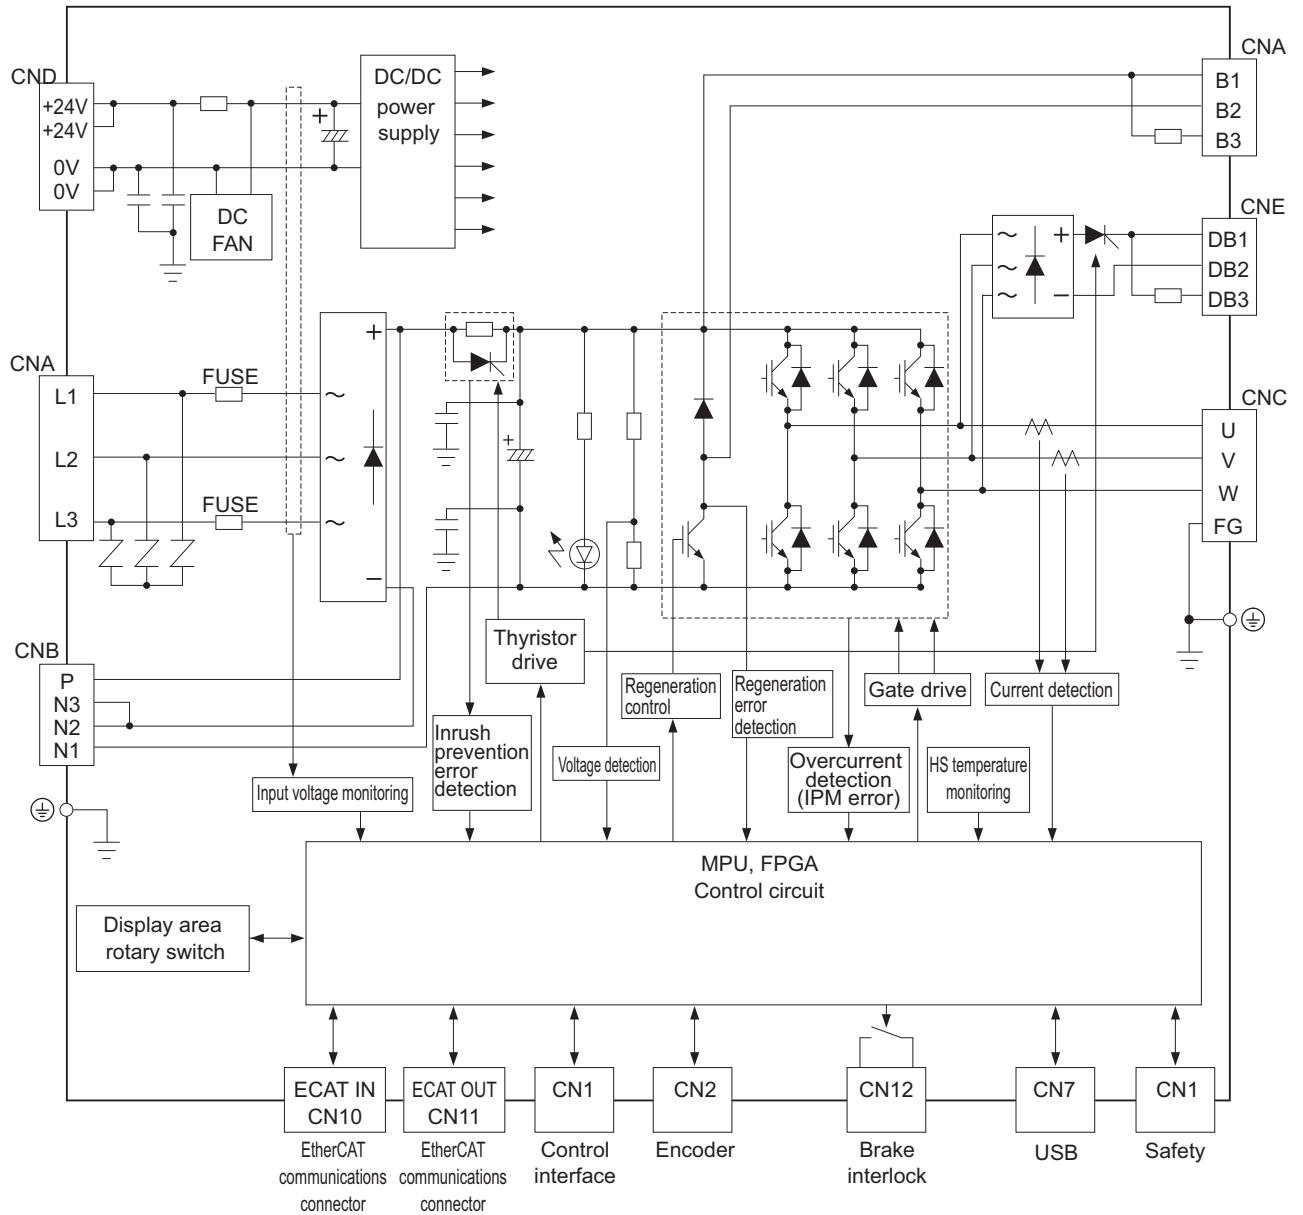 CND
+24V
+24V
0V
0V
DC
FAN
DC/DC
power
supply
+
CNA
B1
B2
B3
CNE
DB1
DB2
DB3
+
−
~
~
~
CNA
L1
L2
L3
FUSE
FUSE
+
~
~
~
−
+
CNC
U
V
W
FG
CNB
P
N3
N2
N1
Thyristor
drive
Regeneration
control
Regeneration
error
detection
Gate drive
Current detection
Inrush
prevention
error
detection
Voltage detection
Overcurrent
detection
(IPM error)
HS temperature
monitoring
Input voltage monitoring
MPU, FPGA
Control circuit
Display area
rotary switch
ECAT IN
CN10
ECAT OUT
CN11
CN1
CN2
CN12
CN7
CN1
EtherCAT
communications
connector
EtherCAT
communications
connector
Control
interface
Encoder
Brake
interlock
USB
Safety